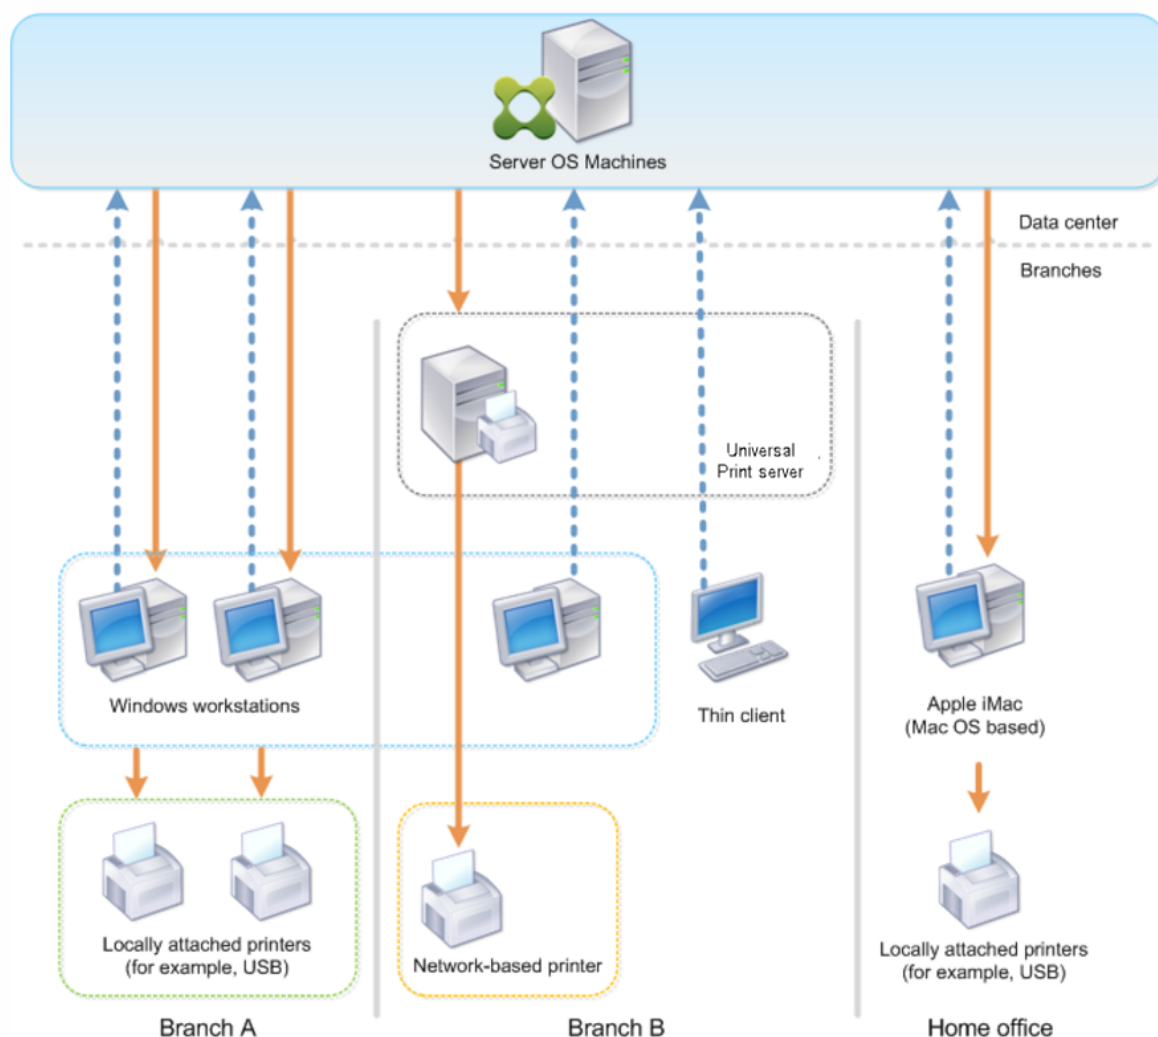 Server OS Machines
Data center
Branches
Universal
Print server
Windows workstations
Thin client
Apple iMac
(Mac OS based)
Locally attached printers
(for example, USB)
Network-based printer
Locally attached printers
(for example, USB)
Branch A
Branch B
Home office